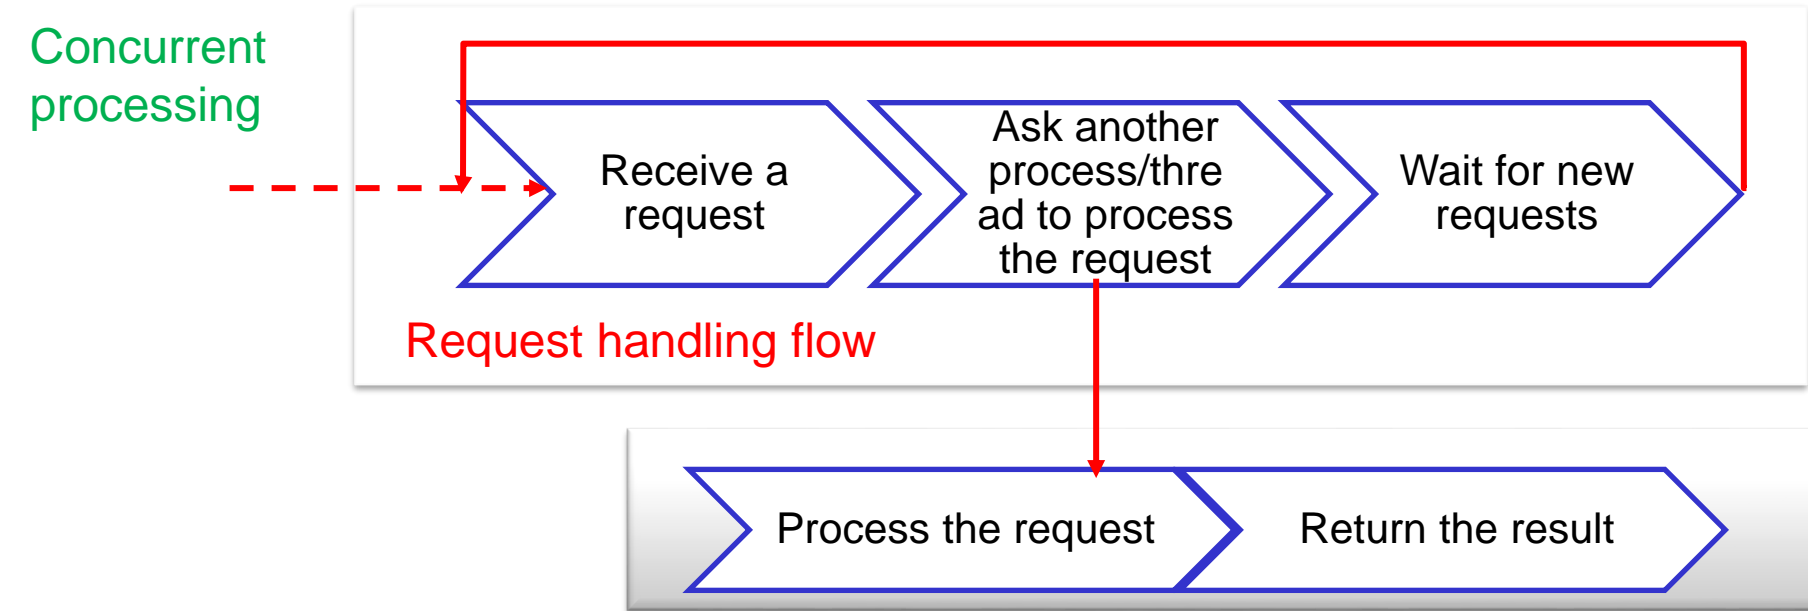 Concurrent
processing
Receive a
request
Ask another
process/thre
ad to process
the request
Wait for new
requests
Request handling flow
Process the request
Return the result